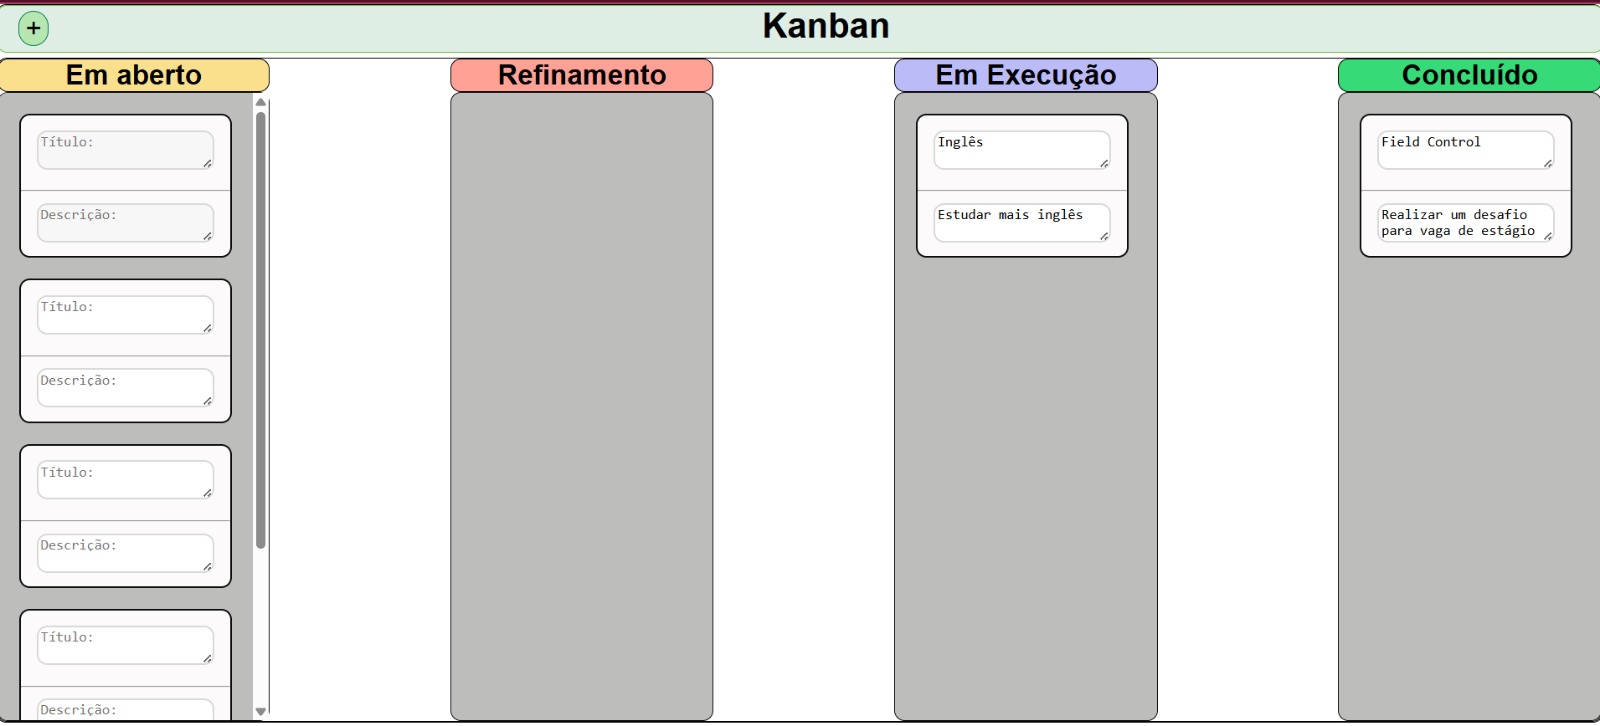 +
Kanban
Em aberto
Título:
Descrição:
Título:
Descrição:
Título:
Descrição:
Título:
Descrição:
Refinamento
Em Execução
Inglês
Estudar mais inglês
Concluído
Field Control
Realizar um desafio
para vaga de estágio